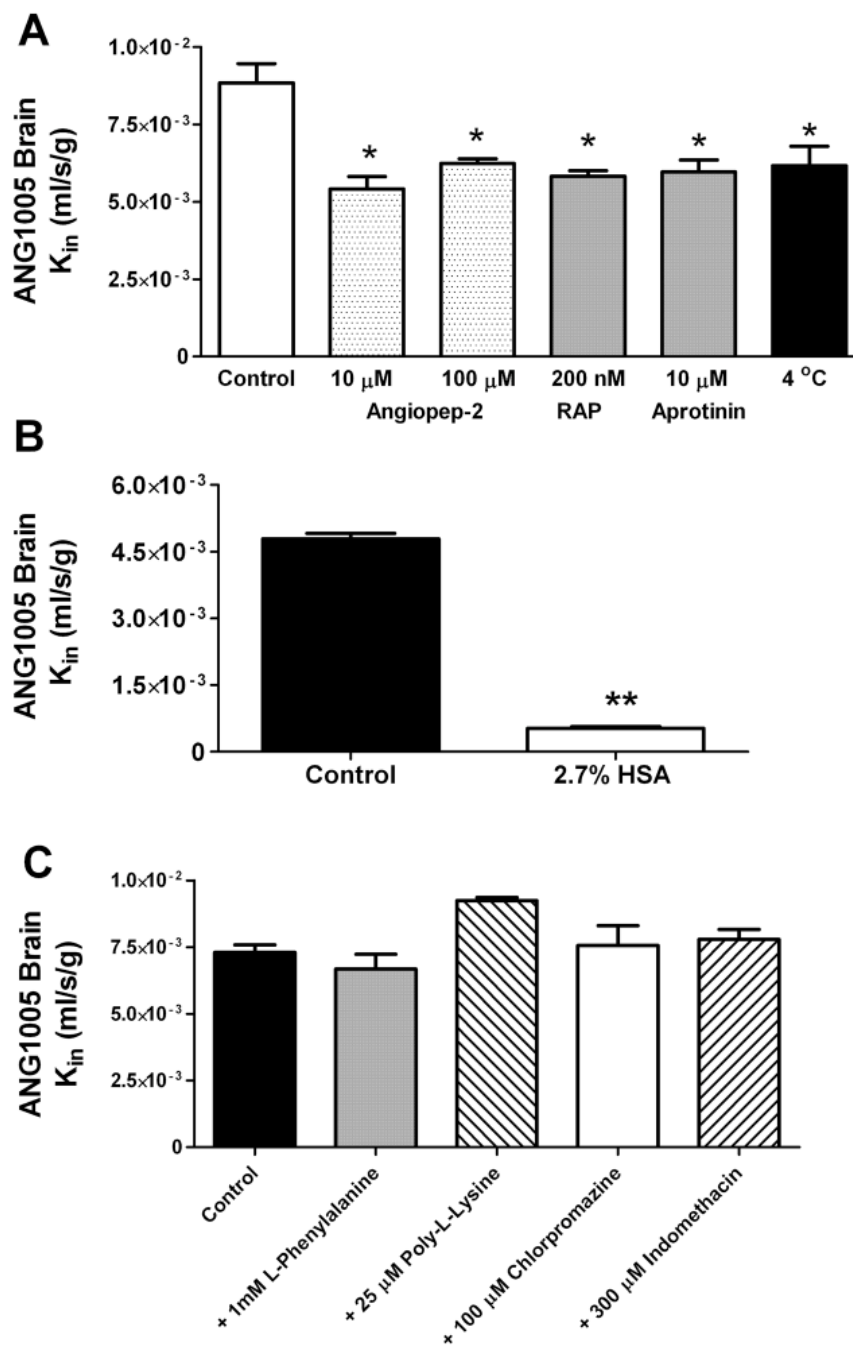 A
ANG1005 Brain
K_in (ml/s/g)
1.0×10⁻²
7.5×10⁻³
5.0×10⁻³
2.5×10⁻³
0
* * * * *
Control 10 μM 100 μM 200 nM 10 μM 4 °C
Angiopep-2 RAP Aprotinin
B
ANG1005 Brain
K_in (ml/s/g)
6.0×10⁻³
4.5×10⁻³
3.0×10⁻³
1.5×10⁻³
0
**
Control 2.7% HSA
C
ANG1005 Brain
K_in (ml/s/g)
1.0×10⁻²
7.5×10⁻³
5.0×10⁻³
2.5×10⁻³
0
Control
+ 1mM L-Phenylalanine
+ 25 μM Poly-L-Lysine
+ 100 μM Chlorpromazine
+ 300 μM Indomethacin